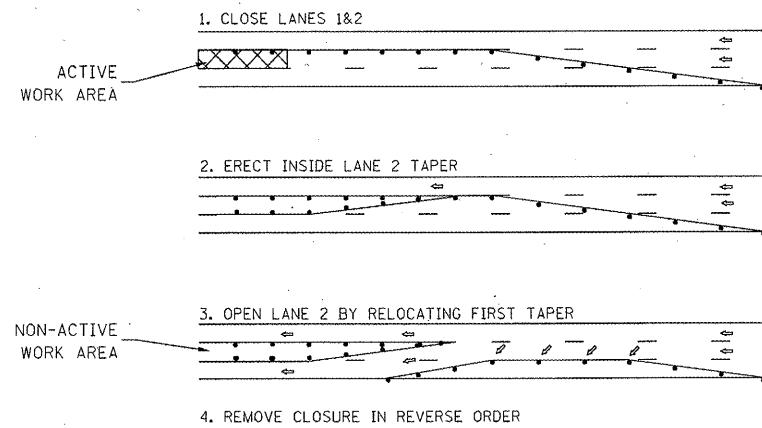 1. CLOSE LANES 1&2
ACTIVE
WORK AREA
2. ERECT INSIDE LANE 2 TAPER
3. OPEN LANE 2 BY RELOCATING FIRST TAPER
NON-ACTIVE
WORK AREA
4. REMOVE CLOSURE IN REVERSE ORDER